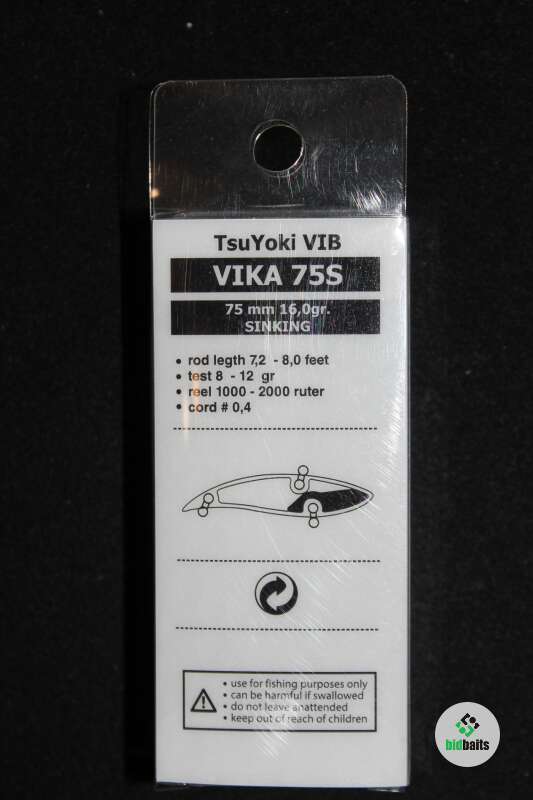 TsuYoki VIB
VIKA 75S
75 mm 16,0gr.
SINKING
• rod legth 7,2 - 8,0 feet
• test 8 - 12 gr
• reel 1000 - 2000 ruter
• cord # 0,4
• use for fishing purposes only
• can be harmful if swallowed
• do not leave anattended
• keep out of reach of children
bidbaits